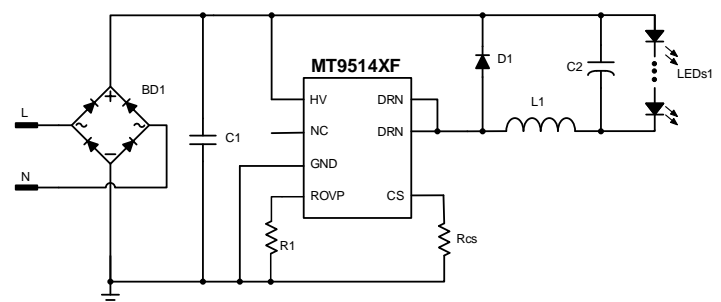 MT9514XF
BD1
D1
C2
LEDs1
HV
DRN
L
C1
NC
DRN
L1
GND
N
ROVP
CS
R1
Rcs